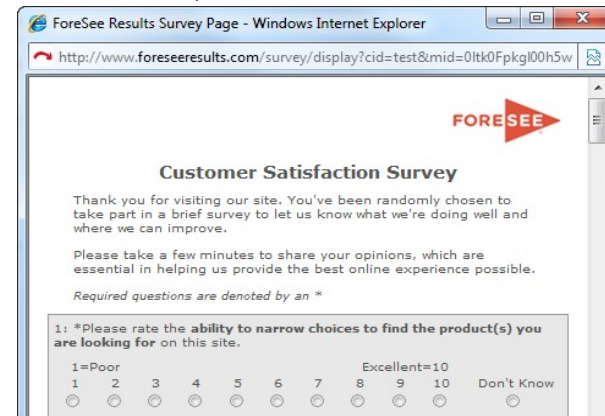 ForeSee Results Survey Page - Windows Internet Explorer
http://www.foreseeresults.com/survey/display?cid=test&mid=0ltk0Fpkgl00h5w
FORESEE
Customer Satisfaction Survey
Thank you for visiting our site. You've been randomly chosen to
take part in a brief survey to let us know what we're doing well and
where we can improve.
Please take a few minutes to share your opinions, which are
essential in helping us provide the best online experience possible.
Required questions are denoted by an *
1: *Please rate the ability to narrow choices to find the product(s) you
are looking for on this site.
1=Poor Excellent=10
1 2 3 4 5 6 7 8 9 10 Don't Know